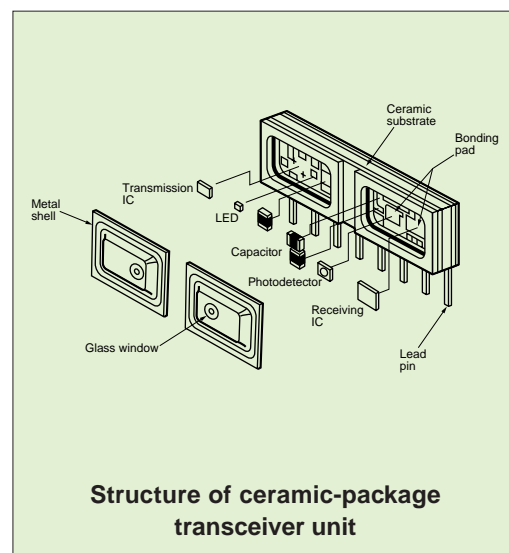 Ceramic
substrate
Bonding
pad
Transmission
IC
Metal
shell
LED
Capacitor
Photodetector
Receiving
IC
Glass window
Lead
pin
Structure of ceramic-package
transceiver unit